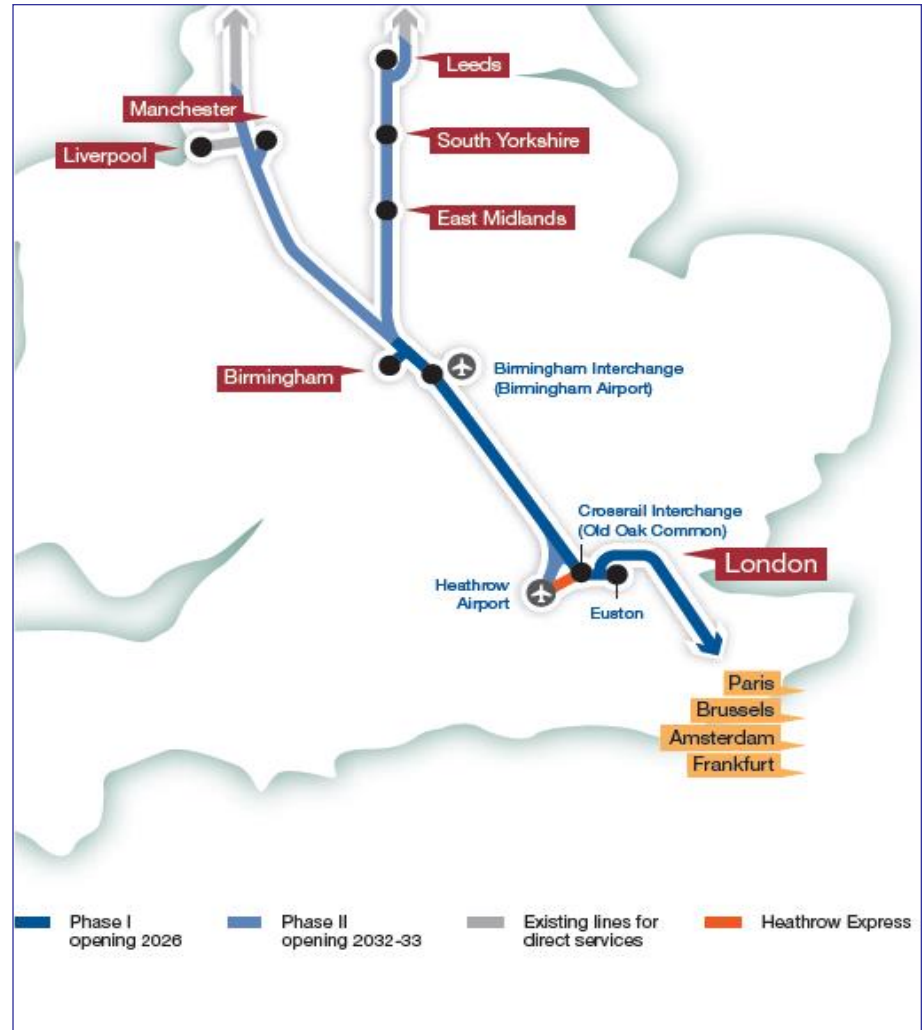 Leeds
Manchester
South Yorkshire
Liverpool
East Midlands
Birmingham Interchange
(Birmingham Airport)
Birmingham
Crossrail Interchange
(Old Oak Common)
London
Heathrow
Airport
Euston
Paris
Brussels
Amsterdam
Frankfurt
Phase I
opening 2026
Phase II
opening 2032-33
Existing lines for
direct services
Heathrow Express